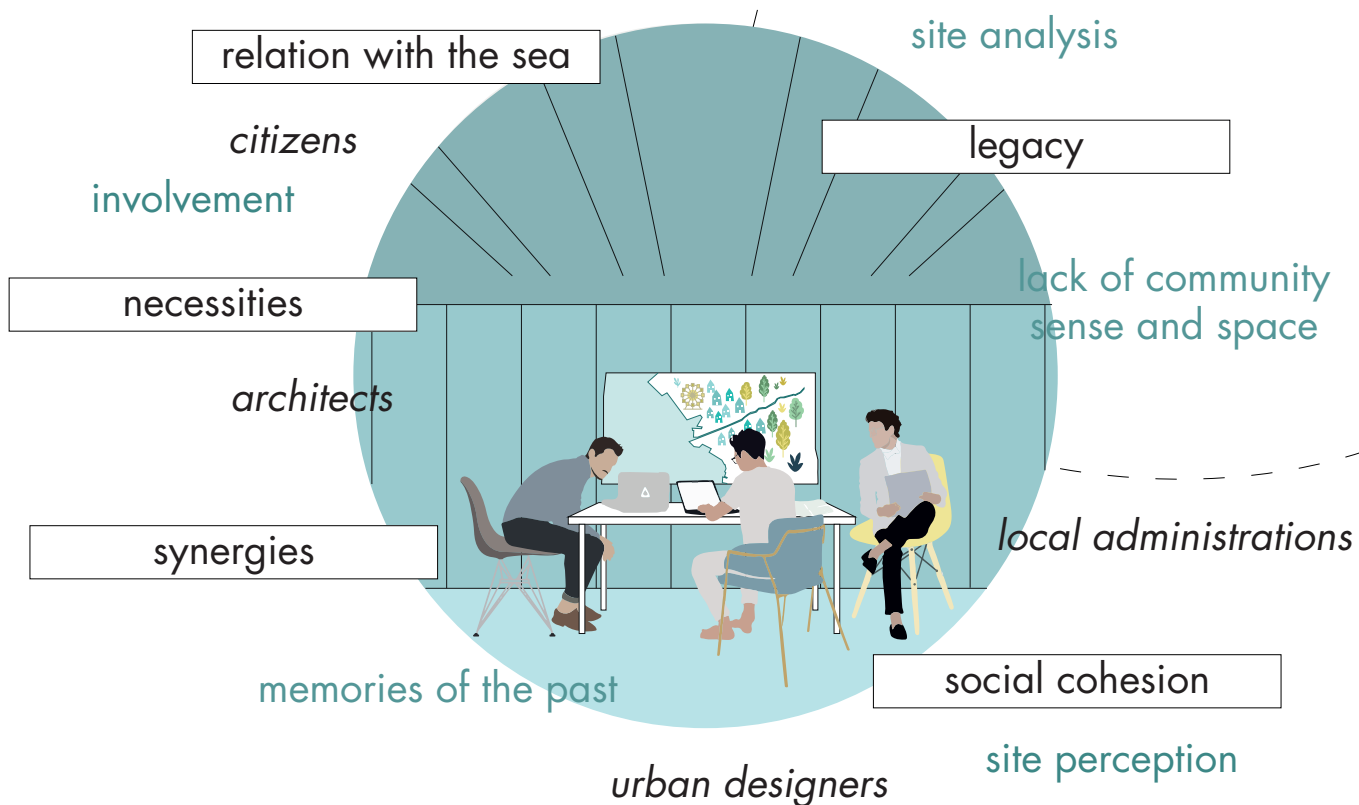 site analysis
relation with the sea
citizens
legacy
involvement
lack of community
sense and space
necessities
architects
synergies
local administrations
memories of the past
social cohesion
site perception
urban designers